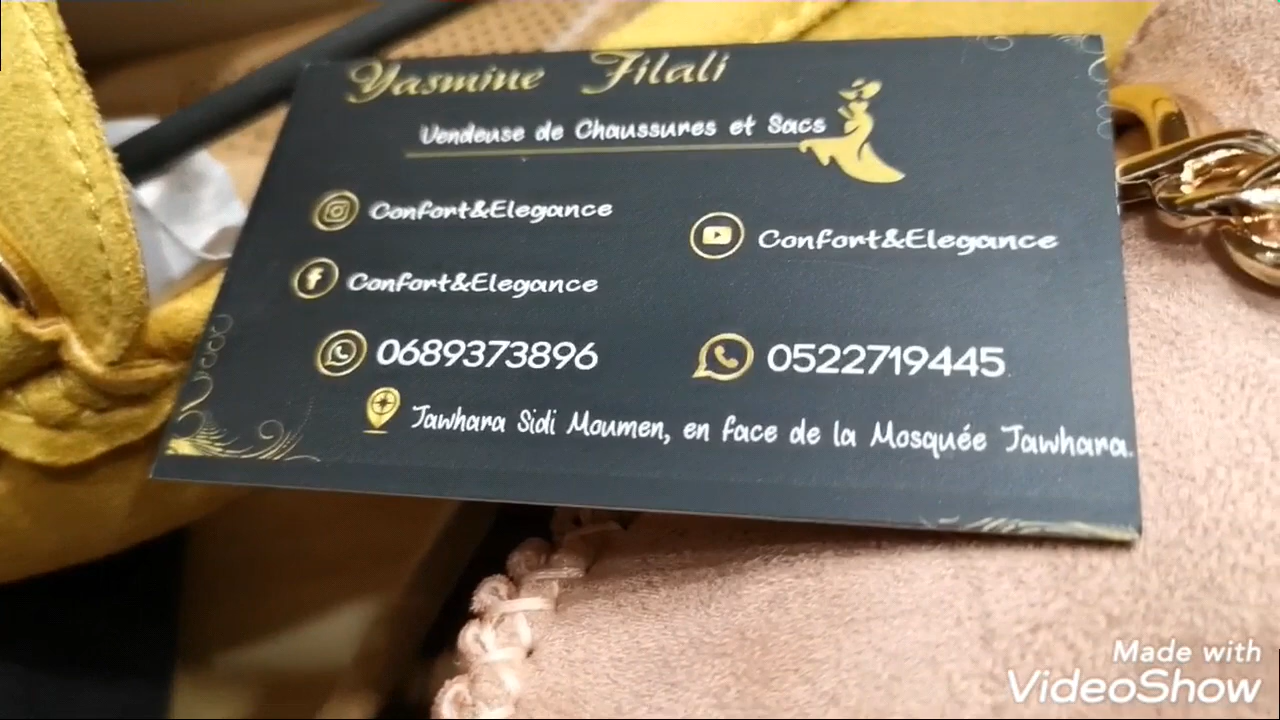 Yasmine Filali
Vendeuse de Chaussures et Sacs
Confort&Elegance
Confort&Elegance
Confort&Elegance
0689373896
0522719445
Jawhara Sidi Moumen, en face de la Mosquée Jawhara.
Made with
VideoShow